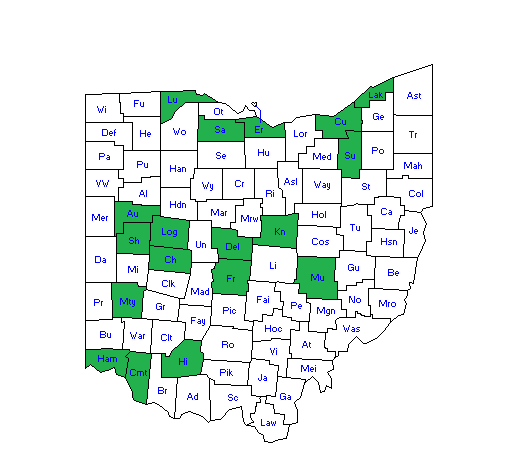 Lak
Ast
Wi
Fu
Lu
Ot
Cu
Ge
Def
He
Wo
Sa
Er
Lor
Su
Tr
Pa
Pu
Han
Se
Hu
Med
Po
Mah
VW
Al
Wy
Cr
Ri
Asl
Way
St
Col
Mer
Au
Hdn
Mar
Mrw
Kn
Hol
Tu
Ca
Je
Sh
Log
Un
Del
Cos
Hsn
Da
Mi
Ch
Clk
Mad
Fr
Li
Mu
Gu
Be
Pr
Mty
Gr
Fay
Pic
Fai
Pe
Mgn
No
Mro
Bu
War
Clt
Hi
Ro
Hoc
Vi
At
Was
Ham
Cmt
Br
Ad
Pik
Sc
Ja
Mei
Ga
Law